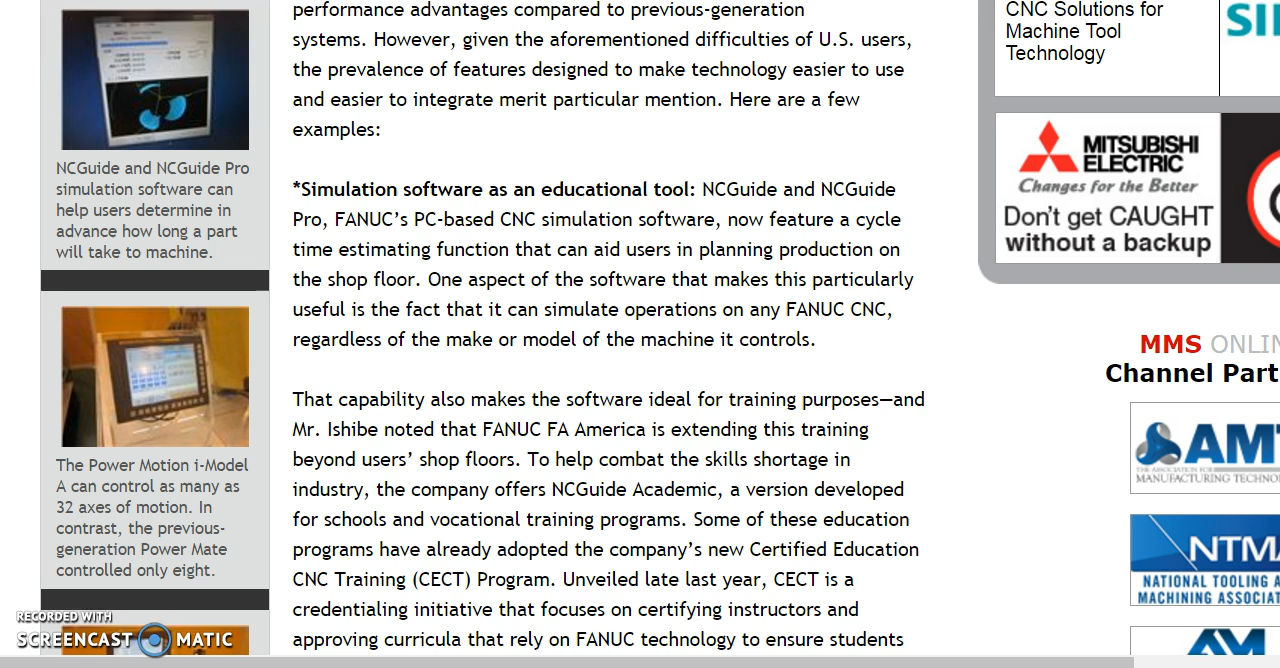 NCGuide and NCGuide Pro
simulation software can
help users determine in
advance how long a part
will take to machine.
The Power Motion i-Model
A can control as many as
32 axes of motion. In
contrast, the previous-
generation Power Mate
controlled only eight.
RECORDED WITH
SCREENCAST MATIC
performance advantages compared to previous-generation
systems. However, given the aforementioned difficulties of U.S. users,
the prevalence of features designed to make technology easier to use
and easier to integrate merit particular mention. Here are a few
examples:
*Simulation software as an educational tool: NCGuide and NCGuide
Pro, FANUC’s PC-based CNC simulation software, now feature a cycle
time estimating function that can aid users in planning production on
the shop floor. One aspect of the software that makes this particularly
useful is the fact that it can simulate operations on any FANUC CNC,
regardless of the make or model of the machine it controls.
That capability also makes the software ideal for training purposes—and
Mr. Ishibe noted that FANUC FA America is extending this training
beyond users’ shop floors. To help combat the skills shortage in
industry, the company offers NCGuide Academic, a version developed
for schools and vocational training programs. Some of these education
programs have already adopted the company’s new Certified Education
CNC Training (CECT) Program. Unveiled late last year, CECT is a
credentialing initiative that focuses on certifying instructors and
approving curricula that rely on FANUC technology to ensure students
CNC Solutions for
Machine Tool
Technology
MITSUBISHI
ELECTRIC
Changes for the Better
Don’t get CAUGHT
without a backup
MMS ONLIN
Channel Part
AMT
THE ASSOCIATION FOR
MANUFACTURING TECHNO
NTMA
NATIONAL TOOLING A
MACHINING ASSOCIAT